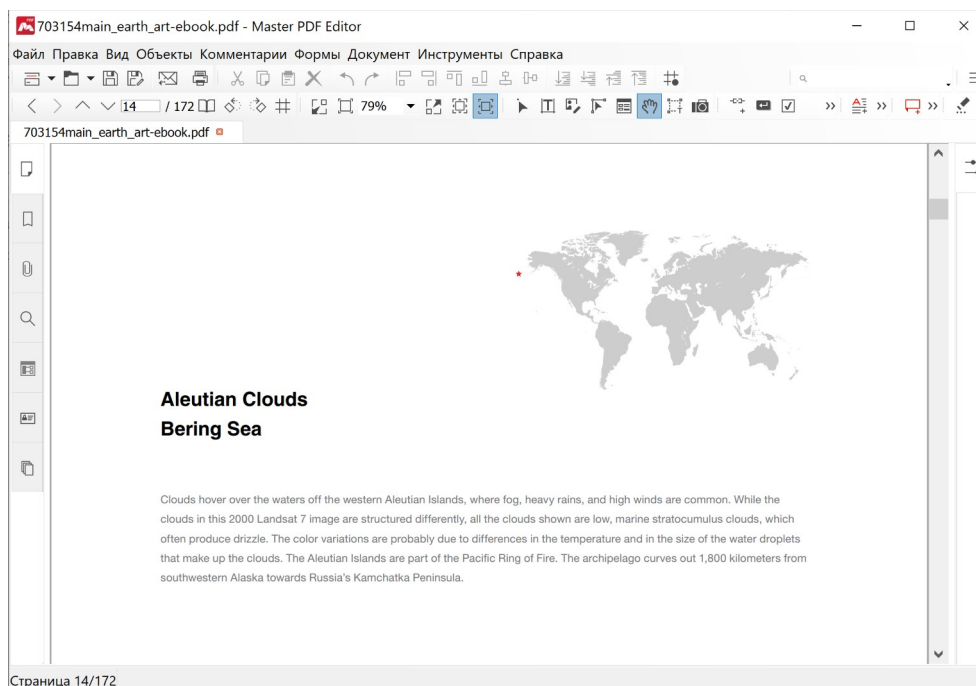 703154main_earth_art-ebook.pdf - Master PDF Editor
Файл Правка Вид Объекты Комментарии Формы Документ Инструменты Справка
14 / 172 79%
703154main_earth_art-ebook.pdf
Aleutian Clouds
Bering Sea
Clouds hover over the waters off the western Aleutian Islands, where fog, heavy rains, and high winds are common. While the
clouds in this 2000 Landsat 7 image are structured differently, all the clouds shown are low, marine stratocumulus clouds, which
often produce drizzle. The color variations are probably due to differences in the temperature and in the size of the water droplets
that make up the clouds. The Aleutian Islands are part of the Pacific Ring of Fire. The archipelago curves out 1,800 kilometers from
southwestern Alaska towards Russia's Kamchatka Peninsula.
Страница 14/172